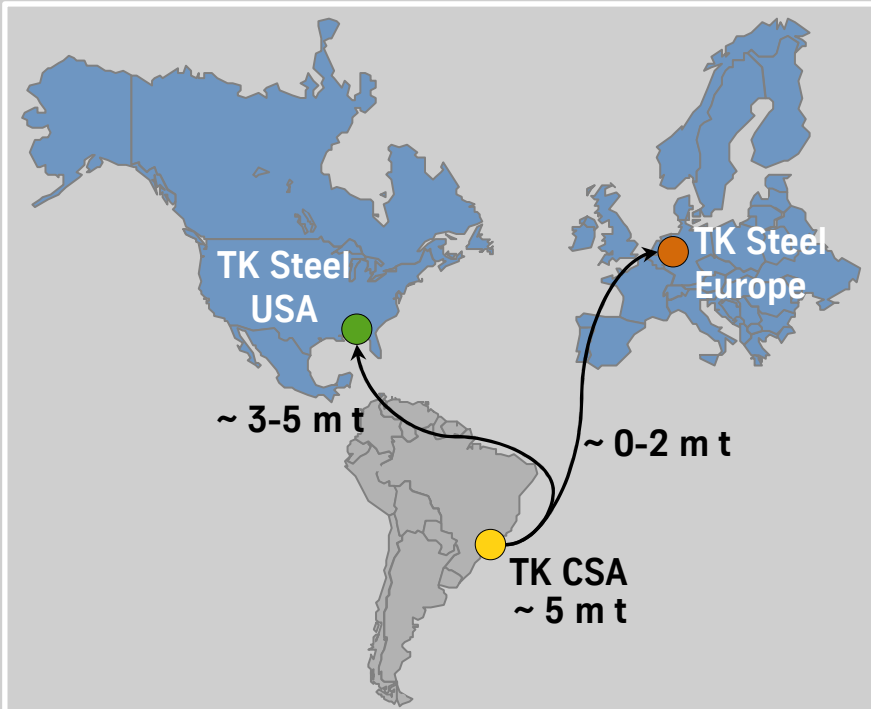 TK Steel
USA
TK Steel
Europe
~ 3-5 m t
~ 0-2 m t
TK CSA
~ 5 m t